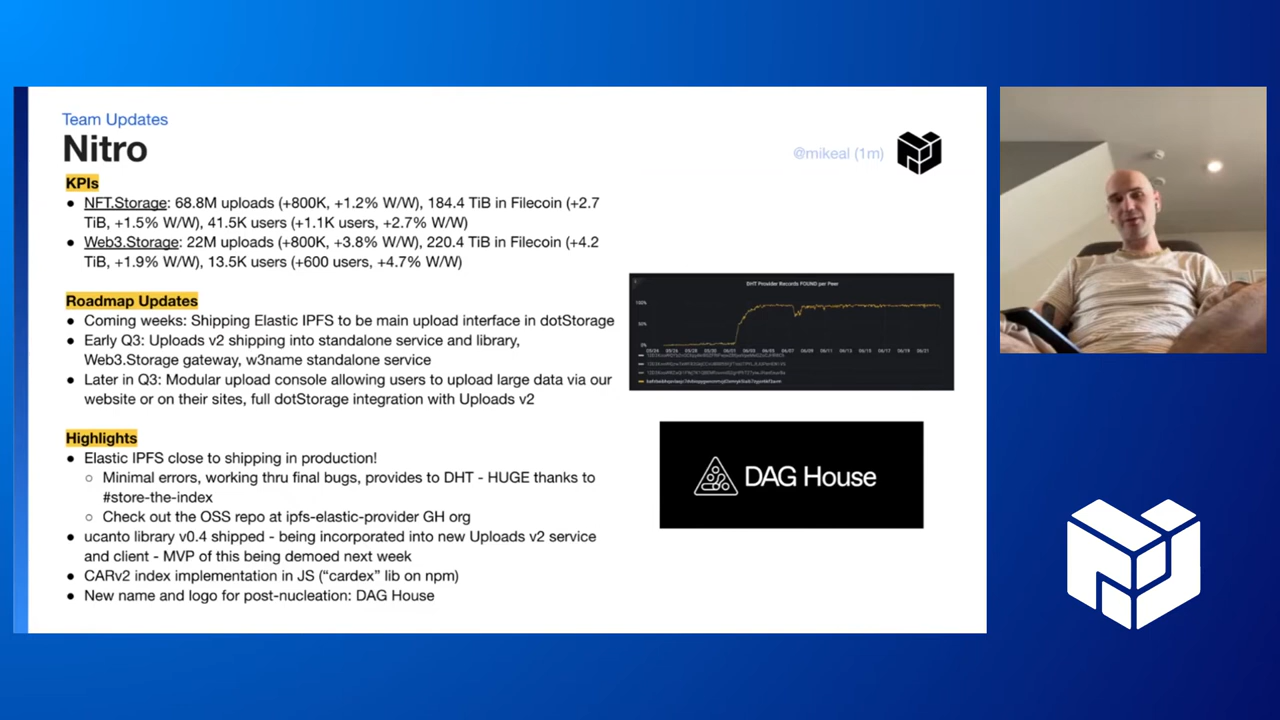 Team Updates
Nitro
@mikeal (1m)
KPIs
● NFT.Storage: 68.8M uploads (+800K, +1.2% W/W), 184.4 TiB in Filecoin (+2.7
TiB, +1.5% W/W), 41.5K users (+1.1K users, +2.7% W/W)
● Web3.Storage: 22M uploads (+800K, +3.8% W/W), 220.4 TiB in Filecoin (+4.2
TiB, +1.9% W/W), 13.5K users (+600 users, +4.7% W/W)
Roadmap Updates
● Coming weeks: Shipping Elastic IPFS to be main upload interface in dotStorage
● Early Q3: Uploads v2 shipping into standalone service and library,
Web3.Storage gateway, w3name standalone service
● Later in Q3: Modular upload console allowing users to upload large data via our
website or on their sites, full dotStorage integration with Uploads v2
Highlights
● Elastic IPFS close to shipping in production!
○ Minimal errors, working thru final bugs, provides to DHT - HUGE thanks to
#store-the-index
○ Check out the OSS repo at ipfs-elastic-provider GH org
● ucanto library v0.4 shipped - being incorporated into new Uploads v2 service
and client - MVP of this being demoed next week
● CARv2 index implementation in JS (“cardex” lib on npm)
● New name and logo for post-nucleation: DAG House
DHT Provider Records FOUND per Peer
100%
50%
0%
DAG House